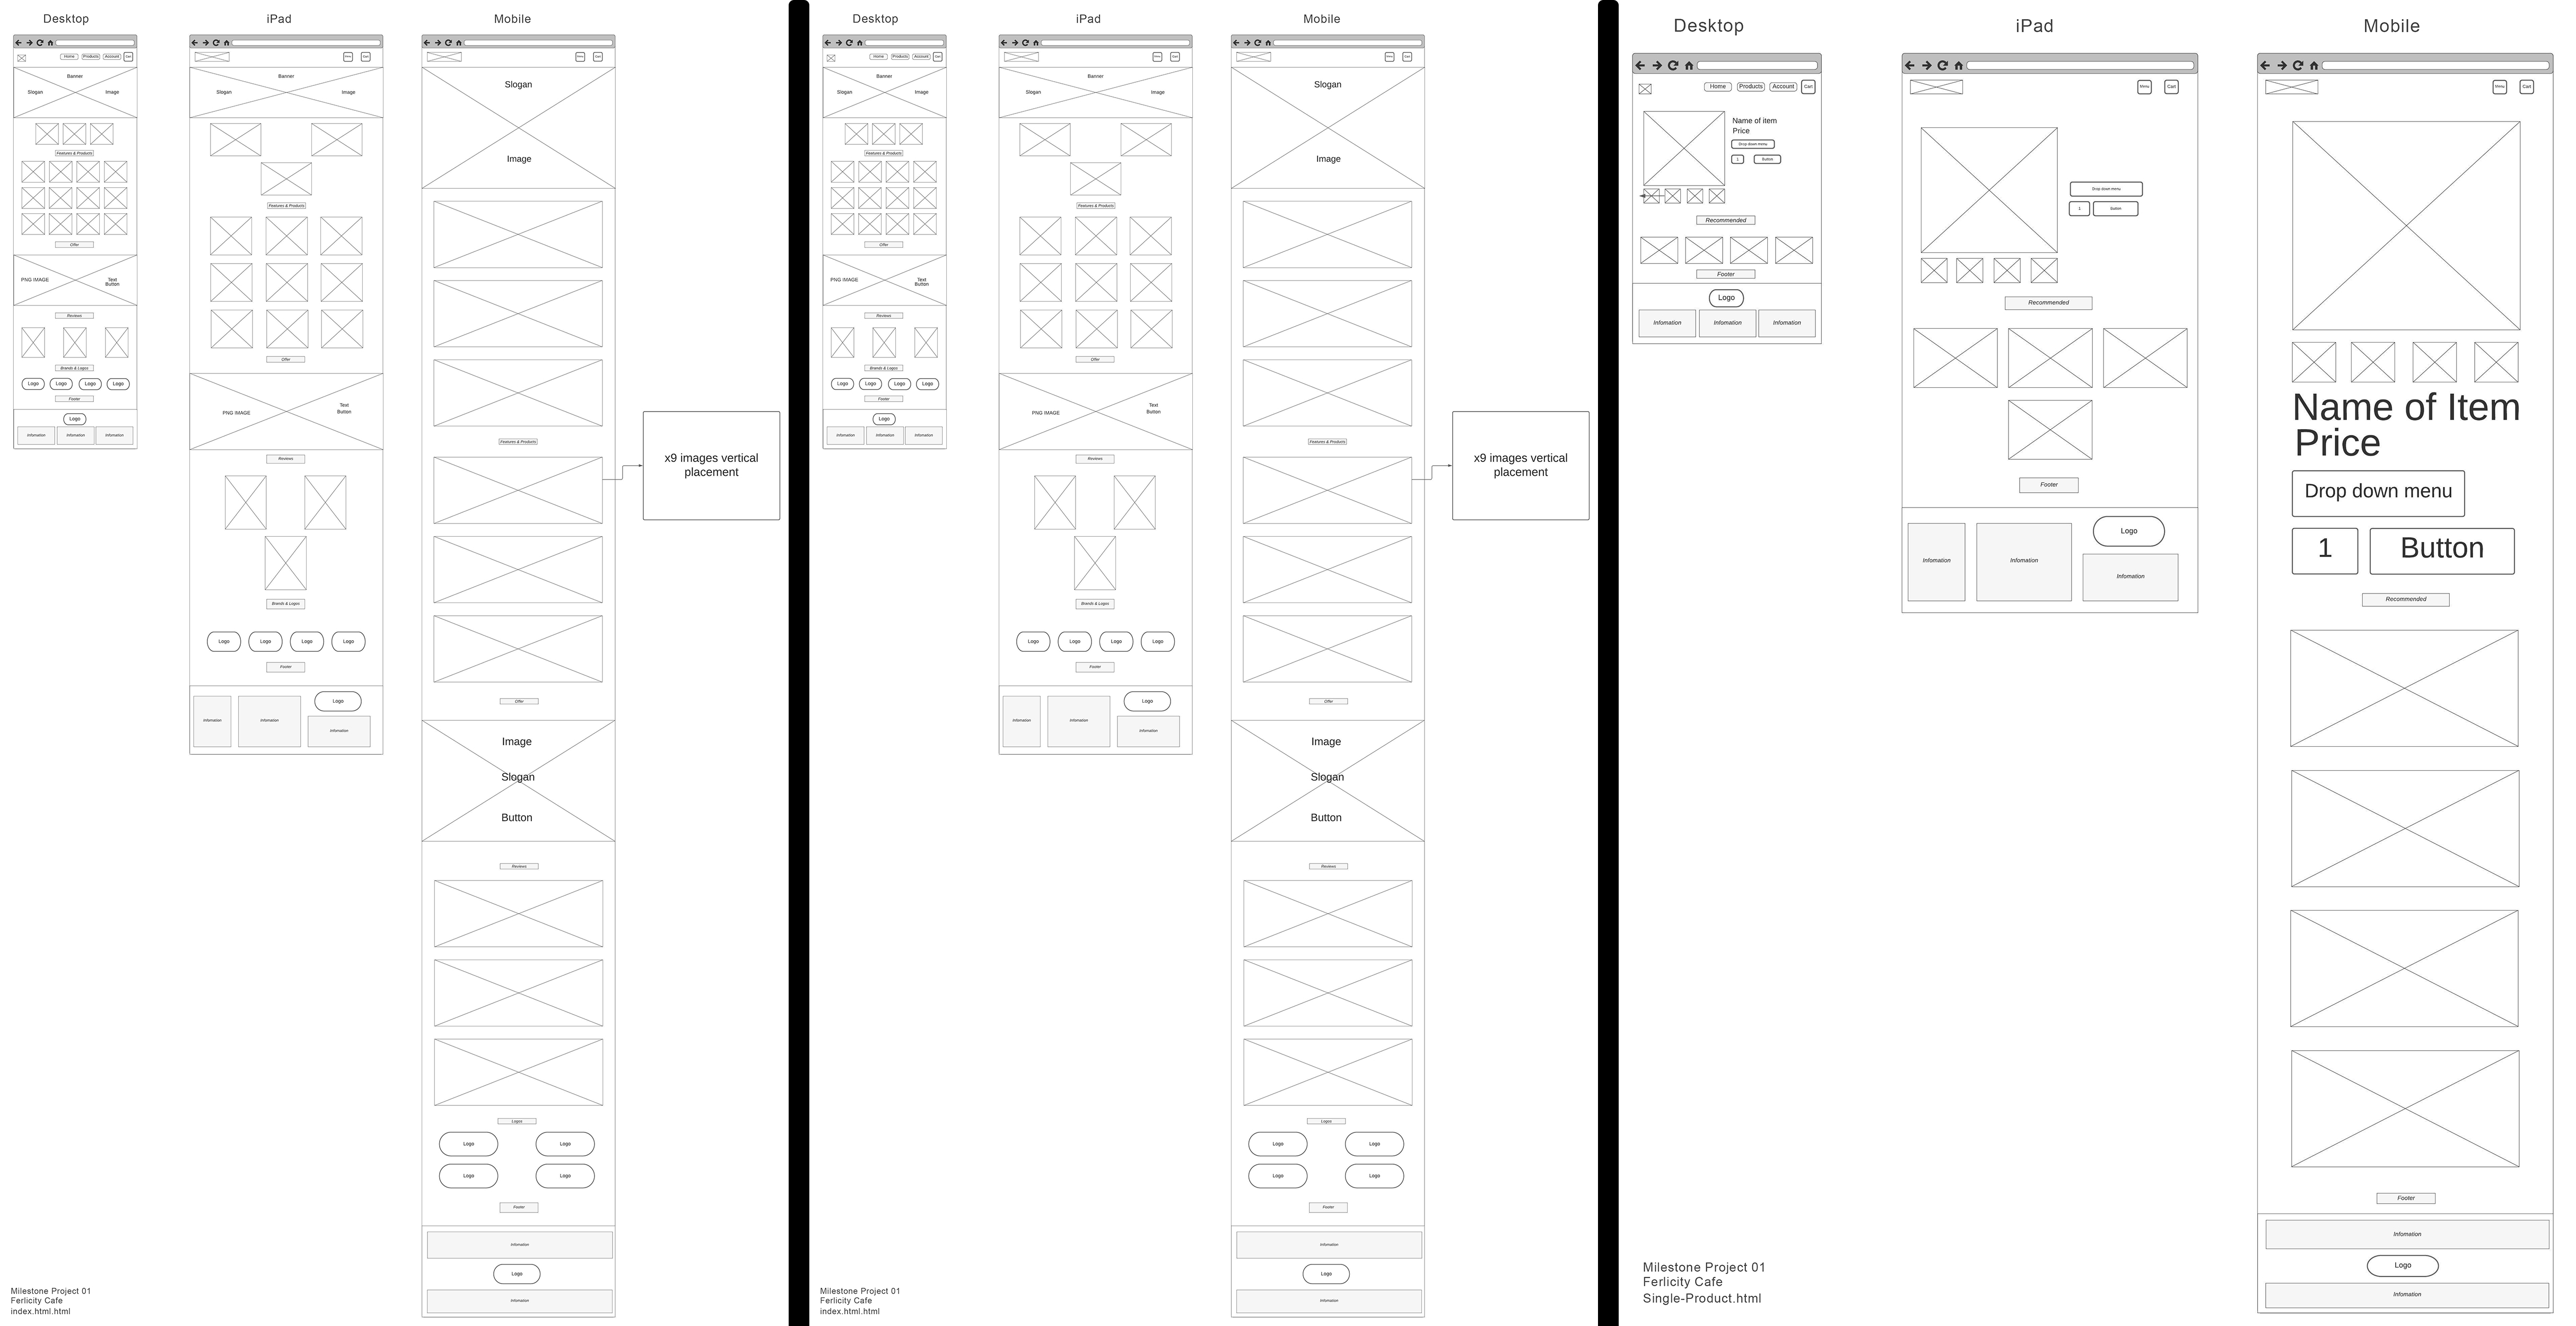 Desktop
Home
Products
Account
Cart
Banner
Slogan
Image
Features & Products
Offer
PNG IMAGE
Text
Button
Reviews
Brands & Logos
Logo
Logo
Logo
Logo
Footer
Logo
Infomation
Infomation
Infomation
iPad
Menu
Cart
Banner
Slogan
Image
Features & Products
Offer
PNG IMAGE
Text
Button
Reviews
Brands & Logos
Logo
Logo
Logo
Logo
Footer
Infomation
Infomation
Logo
Infomation
Mobile
Menu
Cart
Slogan
Image
Features & Products
x9 images vertical
placement
Offer
Image
Slogan
Button
Reviews
Logos
Logo
Logo
Logo
Logo
Footer
Infomation
Logo
Infomation
Milestone Project 01
Ferlicity Cafe
index.html.html
Desktop
Home
Products
Account
Cart
Banner
Slogan
Image
Features & Products
Offer
PNG IMAGE
Text
Button
Reviews
Brands & Logos
Logo
Logo
Logo
Logo
Footer
Logo
Infomation
Infomation
Infomation
iPad
Menu
Cart
Banner
Slogan
Image
Features & Products
Offer
PNG IMAGE
Text
Button
Reviews
Brands & Logos
Logo
Logo
Logo
Logo
Footer
Infomation
Infomation
Logo
Infomation
Mobile
Menu
Cart
Slogan
Image
Features & Products
x9 images vertical
placement
Offer
Image
Slogan
Button
Reviews
Logos
Logo
Logo
Logo
Logo
Footer
Infomation
Logo
Infomation
Milestone Project 01
Ferlicity Cafe
index.html.html
Desktop
Home
Products
Account
Cart
Name of item
Price
Drop down menu
1
Button
Recommended
Footer
Logo
Infomation
Infomation
Infomation
iPad
Menu
Cart
Drop down menu
1
Button
Recommended
Footer
Infomation
Infomation
Logo
Infomation
Mobile
Menu
Cart
Name of Item
Price
Drop down menu
1
Button
Recommended
Footer
Infomation
Logo
Infomation
Milestone Project 01
Ferlicity Cafe
Single-Product.html